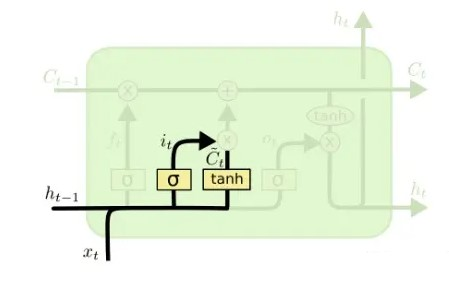 h_t
C_{t-1}
C_t
×
+
tanh
f_t
i_t
×
o_t
×
C̃_t
σ
σ
tanh
σ
h_{t-1}
h_t
x_t